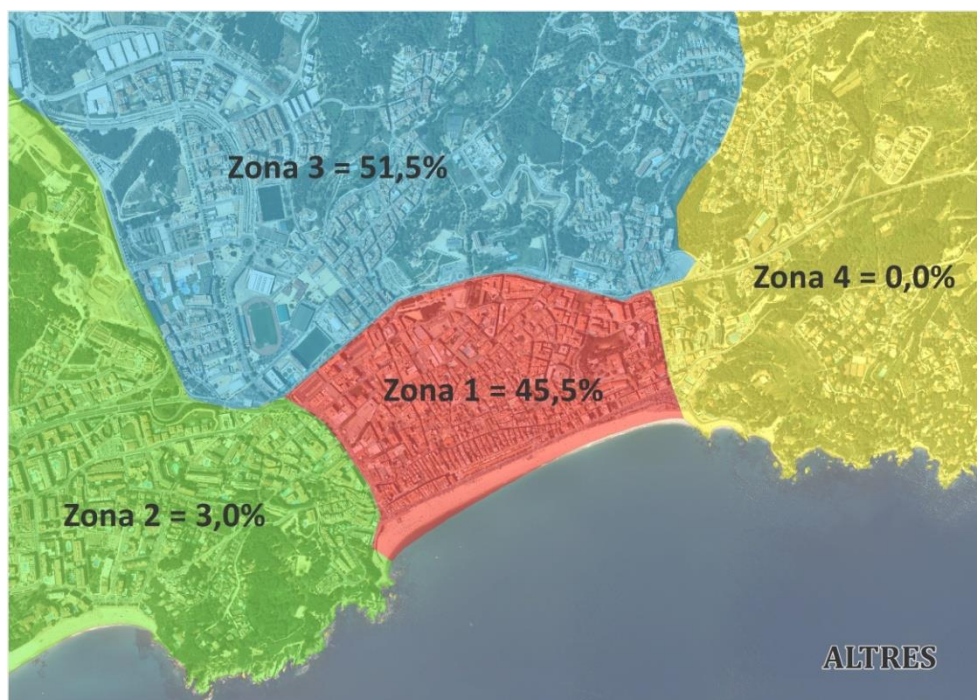 Zona 3 = 51,5%
Zona 4 = 0,0%
Zona 1 = 45,5%
Zona 2 = 3,0%
ALTRES